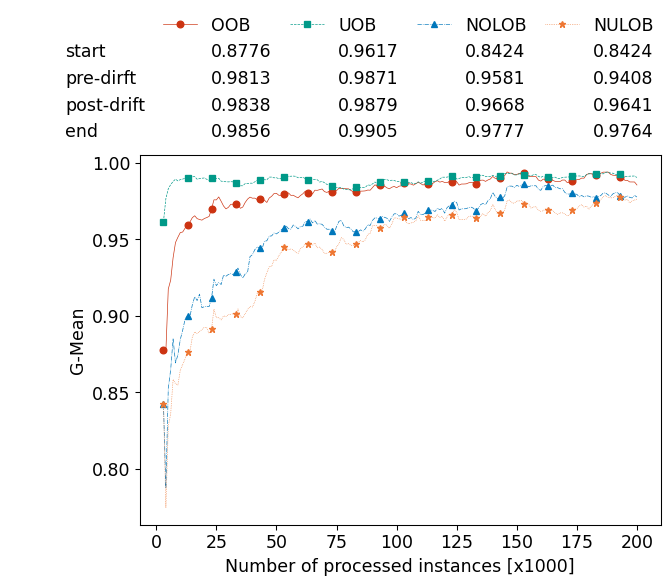 OOB UOB NOLOB NULOB
start 0.8776 0.9617 0.8424 0.8424
pre-dirft 0.9813 0.9871 0.9581 0.9408
post-drift 0.9838 0.9879 0.9668 0.9641
end 0.9856 0.9905 0.9777 0.9764
1.00
0.95
0.90
0.85
0.80
G-Mean
0 25 50 75 100 125 150 175 200
Number of processed instances [x1000]